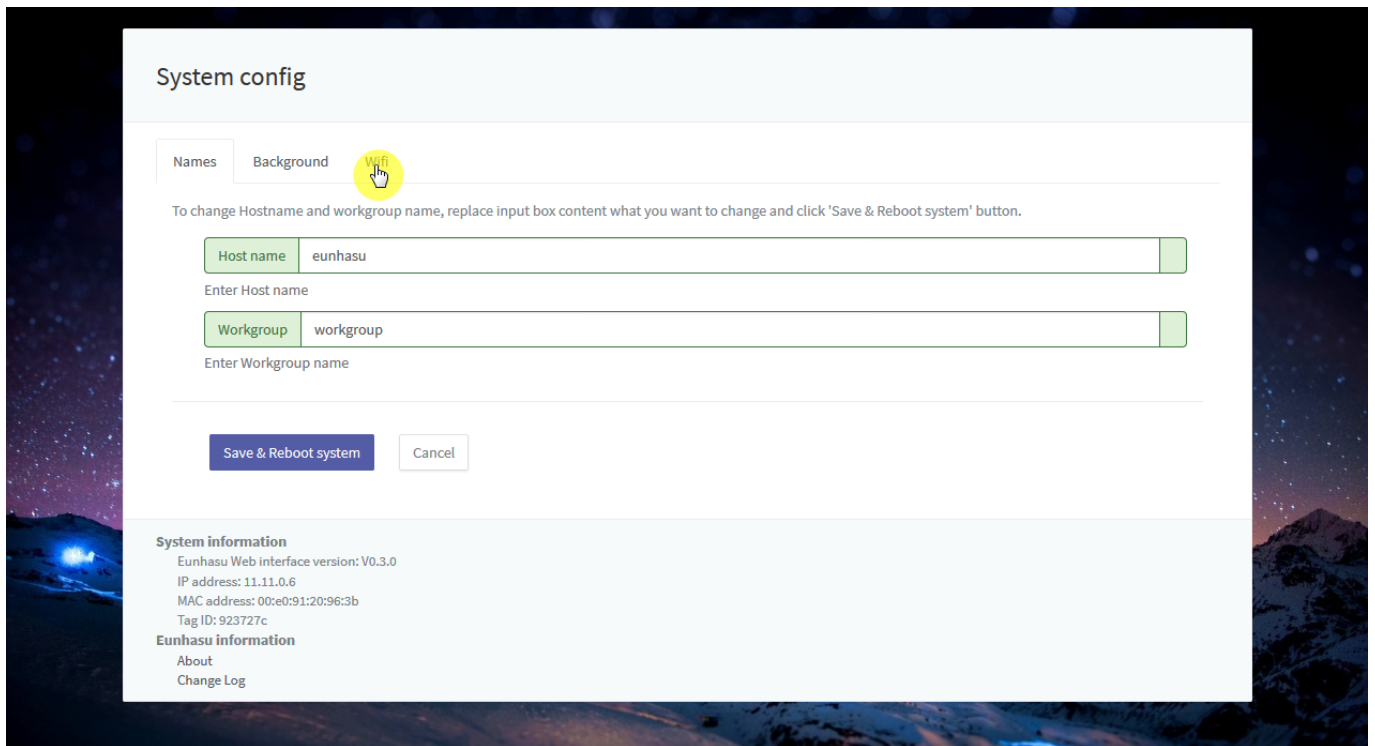 System config
Names Background Wifi
To change Hostname and workgroup name, replace input box content what you want to change and click 'Save & Reboot system' button.
Host name eunhasu
Enter Host name
Workgroup workgroup
Enter Workgroup name
Save & Reboot system Cancel
System information
Eunhasu Web interface version: V0.3.0
IP address: 11.11.0.6
MAC address: 00:e0:91:20:96:3b
Tag ID: 923727c
Eunhasu information
About
Change Log